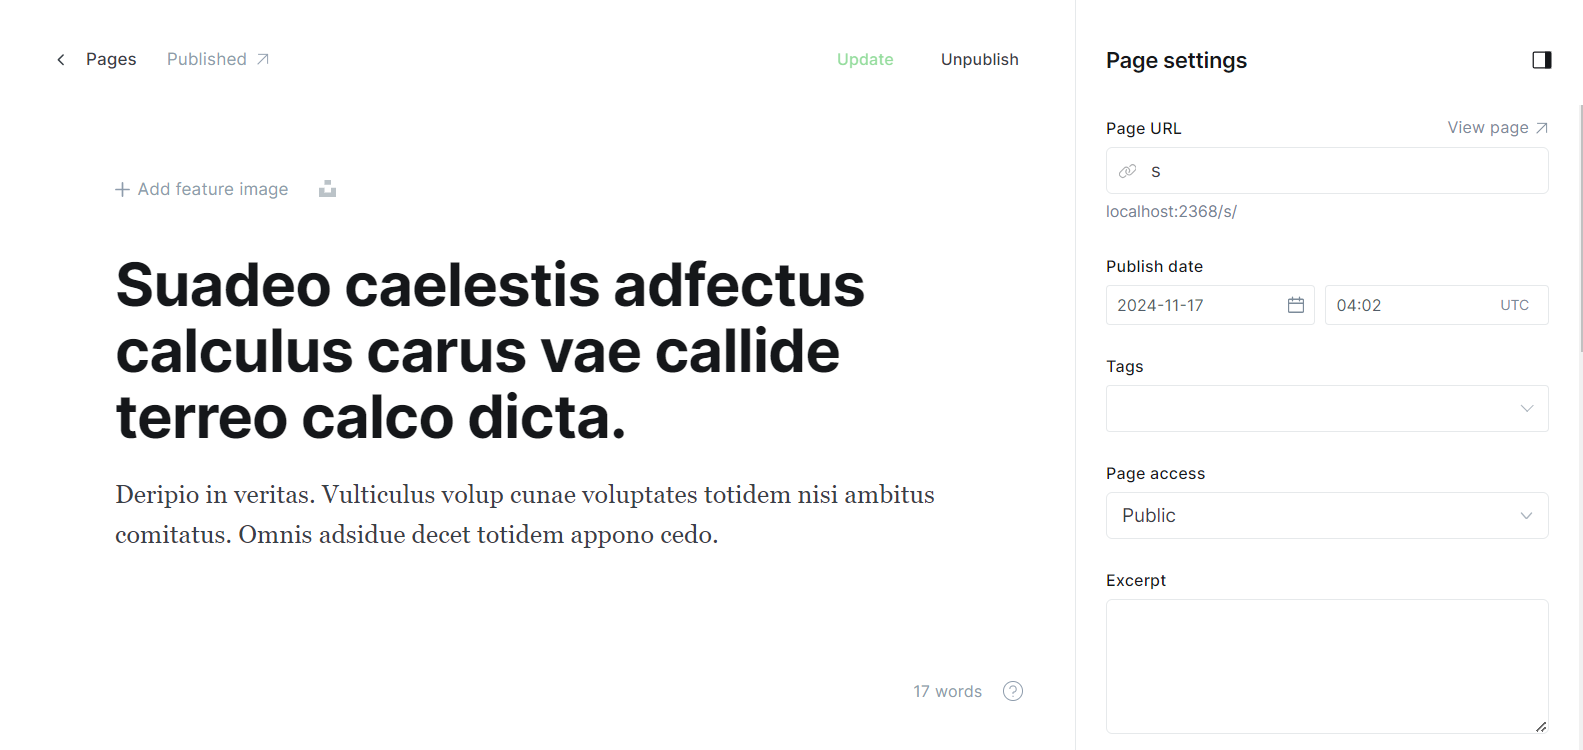 Pages Published Update Unpublish
Add feature image
Suadeo caelestis adfectus
calculus carus vae callide
terreo calco dicta.
Deripio in veritas. Vulticulus volup cunae voluptates totidem nisi ambitus
comitatus. Omnis adsidue decet totidem appono cedo.
17 words ?
Page settings
Page URL View page
s
localhost:2368/s/
Publish date
2024-11-17 04:02 UTC
Tags
Page access
Public
Excerpt